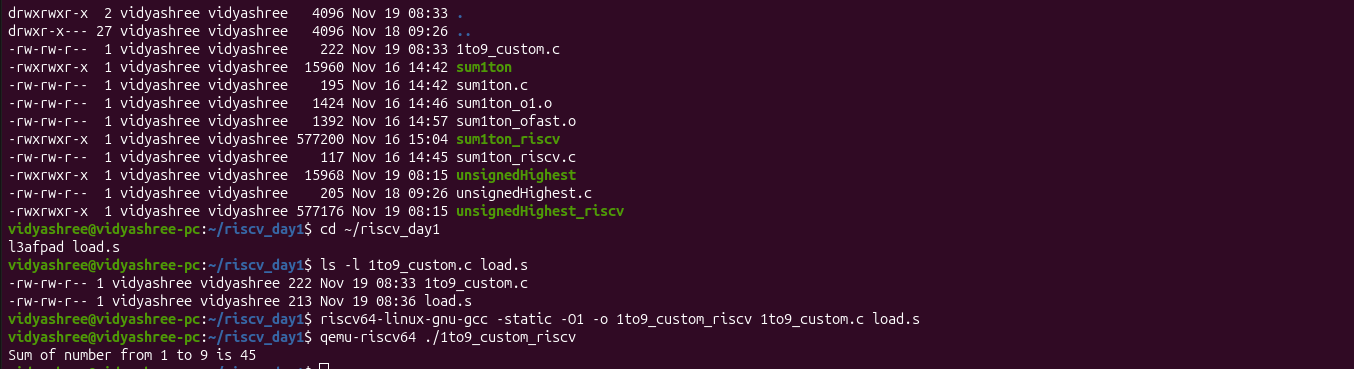 drwxrwxr-x  2 vidyashree vidyashree   4096 Nov 19 08:33 .
drwxr-x--- 27 vidyashree vidyashree   4096 Nov 18 09:26 ..
-rw-rw-r--  1 vidyashree vidyashree    222 Nov 19 08:33 1to9_custom.c
-rwxrwxr-x  1 vidyashree vidyashree  15960 Nov 16 14:42 sum1ton
-rw-rw-r--  1 vidyashree vidyashree    195 Nov 16 14:42 sum1ton.c
-rw-rw-r--  1 vidyashree vidyashree   1424 Nov 16 14:46 sum1ton_o1.o
-rw-rw-r--  1 vidyashree vidyashree   1392 Nov 16 14:57 sum1ton_ofast.o
-rwxrwxr-x  1 vidyashree vidyashree 577200 Nov 16 15:04 sum1ton_riscv
-rw-rw-r--  1 vidyashree vidyashree    117 Nov 16 14:45 sum1ton_riscv.c
-rwxrwxr-x  1 vidyashree vidyashree  15968 Nov 19 08:15 unsignedHighest
-rw-rw-r--  1 vidyashree vidyashree    205 Nov 18 09:26 unsignedHighest.c
-rwxrwxr-x  1 vidyashree vidyashree 577176 Nov 19 08:15 unsignedHighest_riscv
vidyashree@vidyashree-pc:~/riscv_day1$ cd ~/riscv_day1
l3afpad load.s
vidyashree@vidyashree-pc:~/riscv_day1$ ls -l 1to9_custom.c load.s
-rw-rw-r-- 1 vidyashree vidyashree 222 Nov 19 08:33 1to9_custom.c
-rw-rw-r-- 1 vidyashree vidyashree 213 Nov 19 08:36 load.s
vidyashree@vidyashree-pc:~/riscv_day1$ riscv64-linux-gnu-gcc -static -O1 -o 1to9_custom_riscv 1to9_custom.c load.s
vidyashree@vidyashree-pc:~/riscv_day1$ qemu-riscv64 ./1to9_custom_riscv
Sum of number from 1 to 9 is 45
vidyashree@vidyashree-pc:~/riscv_day1$